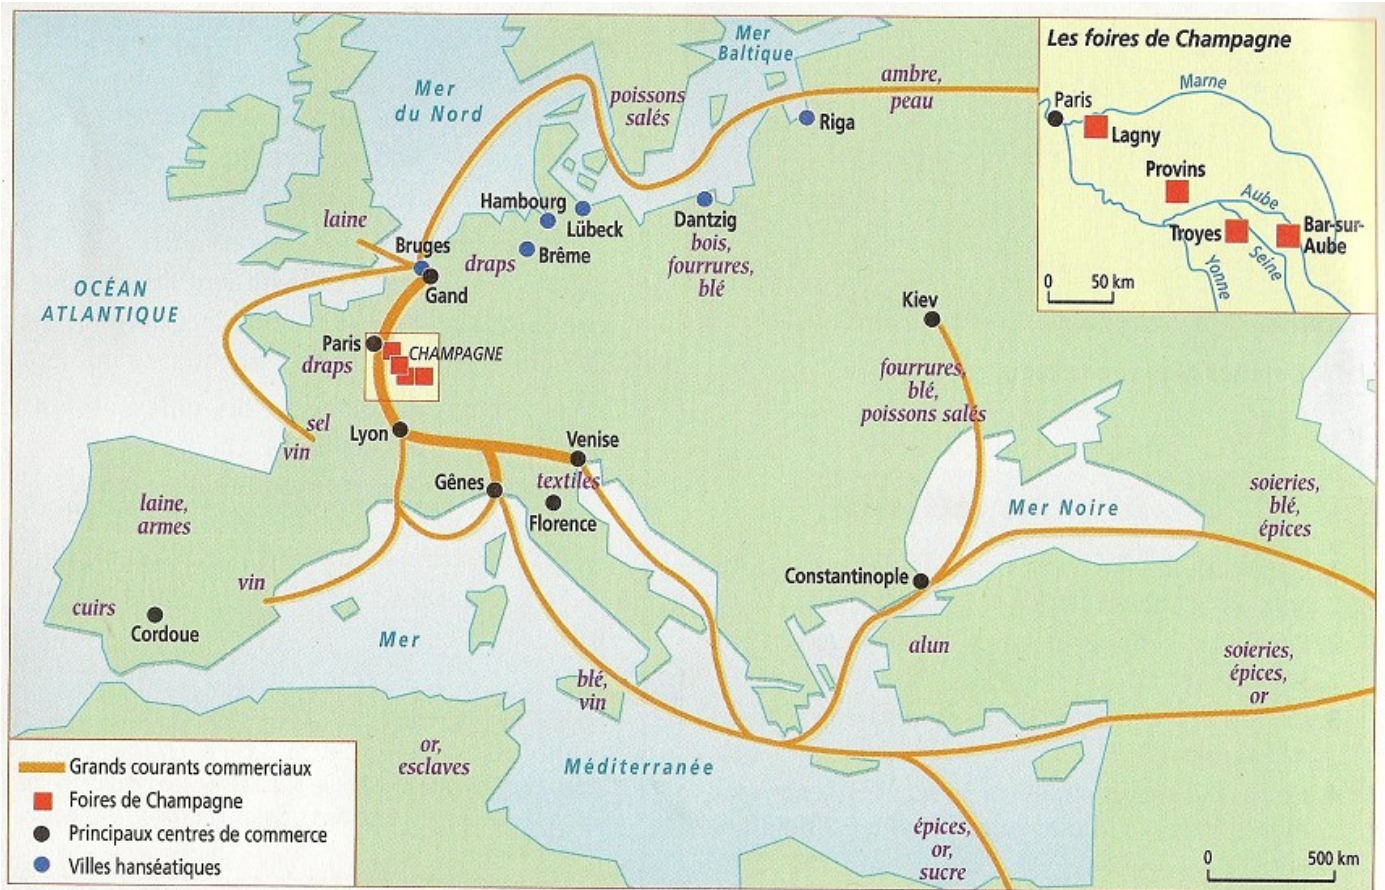 Les foires de Champagne
Marne
Paris
Lagny
Provins
Aube
Troyes
Bar-sur-
Aube
Seine
Yonne
0
50 km
Mer
Baltique
Mer
du Nord
poissons
salés
ambre,
peau
Riga
Hambourg
Lübeck
Brême
Dantzig
bois,
fourrures,
blé
laine
Bruges
draps
Gand
OCÉAN
ATLANTIQUE
Paris
draps
CHAMPAGNE
Kiev
fourrures,
blé,
poissons salés
sel
vin
Lyon
Venise
textiles
Gênes
Florence
laine,
armes
Mer Noire
soieries,
blé,
épices
vin
cuirs
Cordoue
Constantinople
Mer
alun
soieries,
épices,
or
blé,
vin
or,
esclaves
Méditerranée
épices,
or,
sucre
Grands courants commerciaux
Foires de Champagne
Principaux centres de commerce
Villes hanséatiques
0
500 km